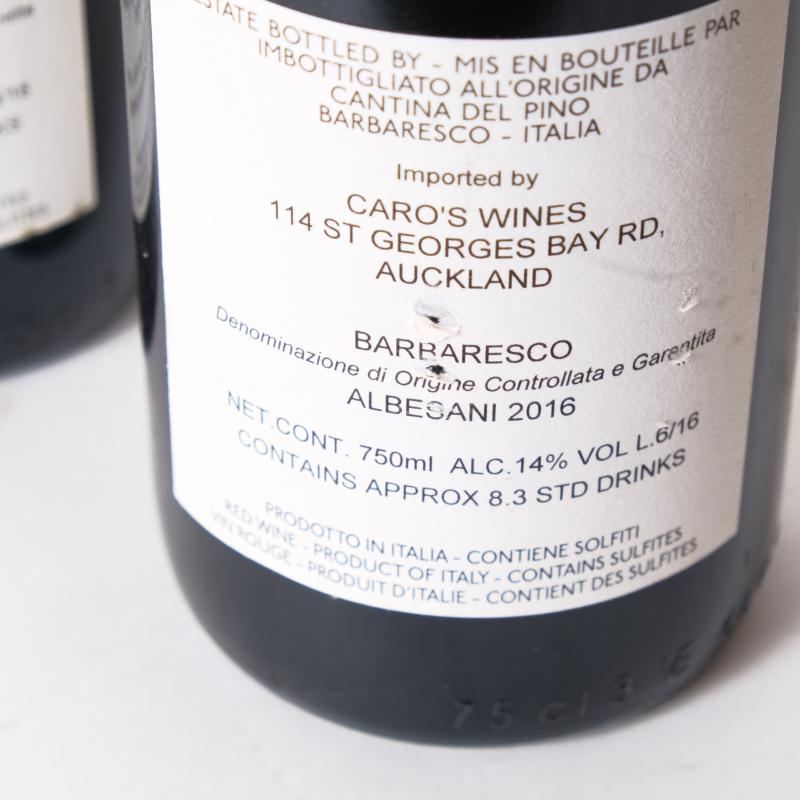 ESTATE BOTTLED BY - MIS EN BOUTEILLE PAR
IMBOTTIGLIATO ALL'ORIGINE DA
CANTINA DEL PINO
BARBARESCO - ITALIA
Imported by
CARO'S WINES
114 ST GEORGES BAY RD,
AUCKLAND
BARBARESCO
Denominazione di Origine Controllata e Garentita
ALBESANI 2016
NET.CONT. 750ml ALC.14% VOL L.6/16
CONTAINS APPROX 8.3 STD DRINKS
PRODOTTO IN ITALIA - CONTIENE SOLFITI
RED WINE - PRODUCT OF ITALY - CONTAINS SULFITES
VIN ROUGE - PRODUIT D'ITALIE - CONTIENT DES SULFITES
75 cl 3